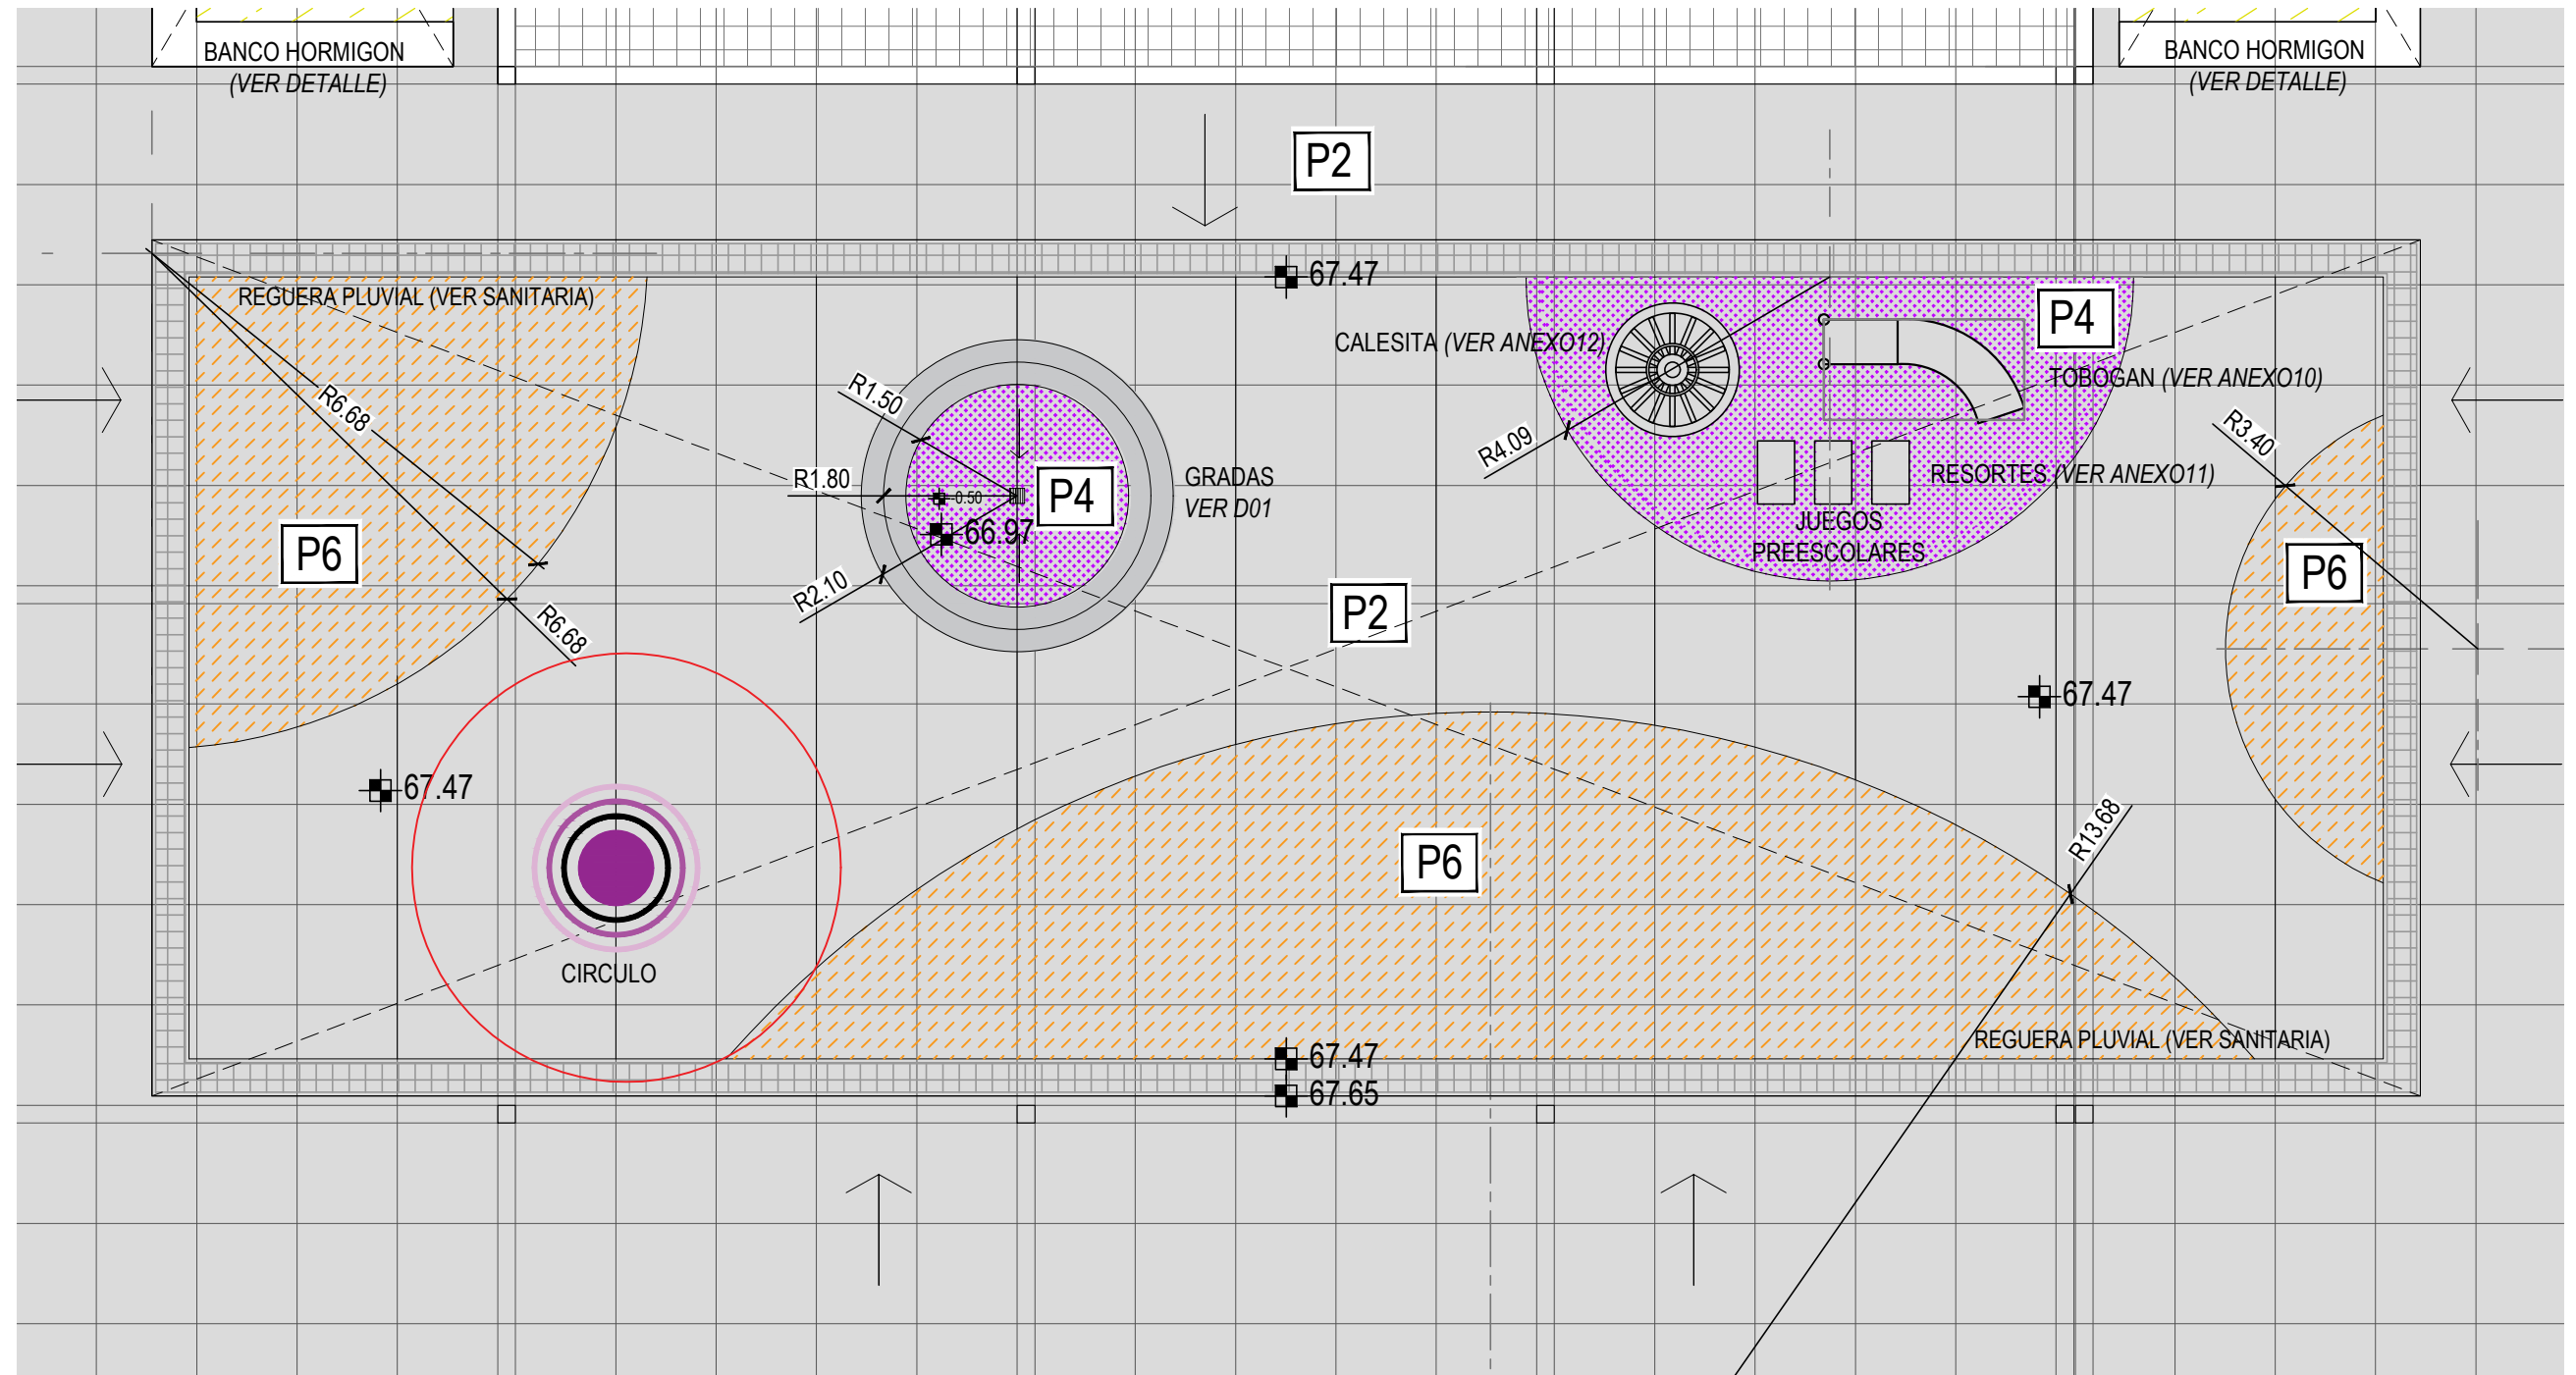 BANCO HORMIGON
(VER DETALLE)
BANCO HORMIGON
(VER DETALLE)
P2
67.47
REGUERA PLUVIAL (VER SANITARIA)
P4
CALESITA (VER ANEXO12)
TOBOGAN (VER ANEXO10)
R6.68
R1.50
R4.09
R3.40
GRADAS
VER D01
R1.80
-0.50
P4
RESORTES (VER ANEXO11)
66.97
JUEGOS
PREESCOLARES
P6
P6
R2.10
P2
R6.68
67.47
67.47
R13.68
P6
CIRCULO
REGUERA PLUVIAL (VER SANITARIA)
67.47
67.65